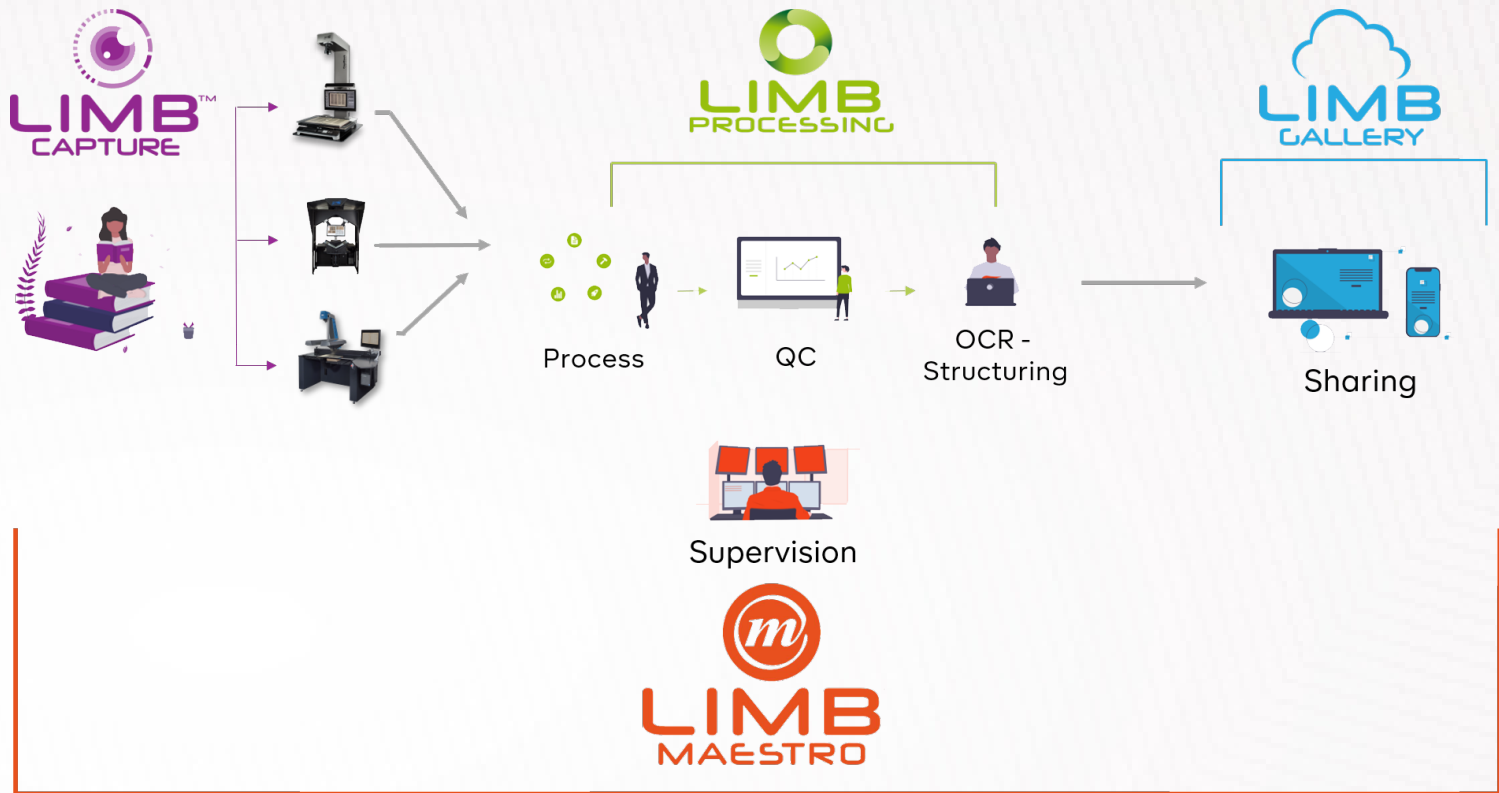 LIMB™
CAPTURE
LIMB
PROCESSING
LIMB
GALLERY
Process
QC
OCR -
Structuring
Sharing
Supervision
m
LIMB
MAESTRO